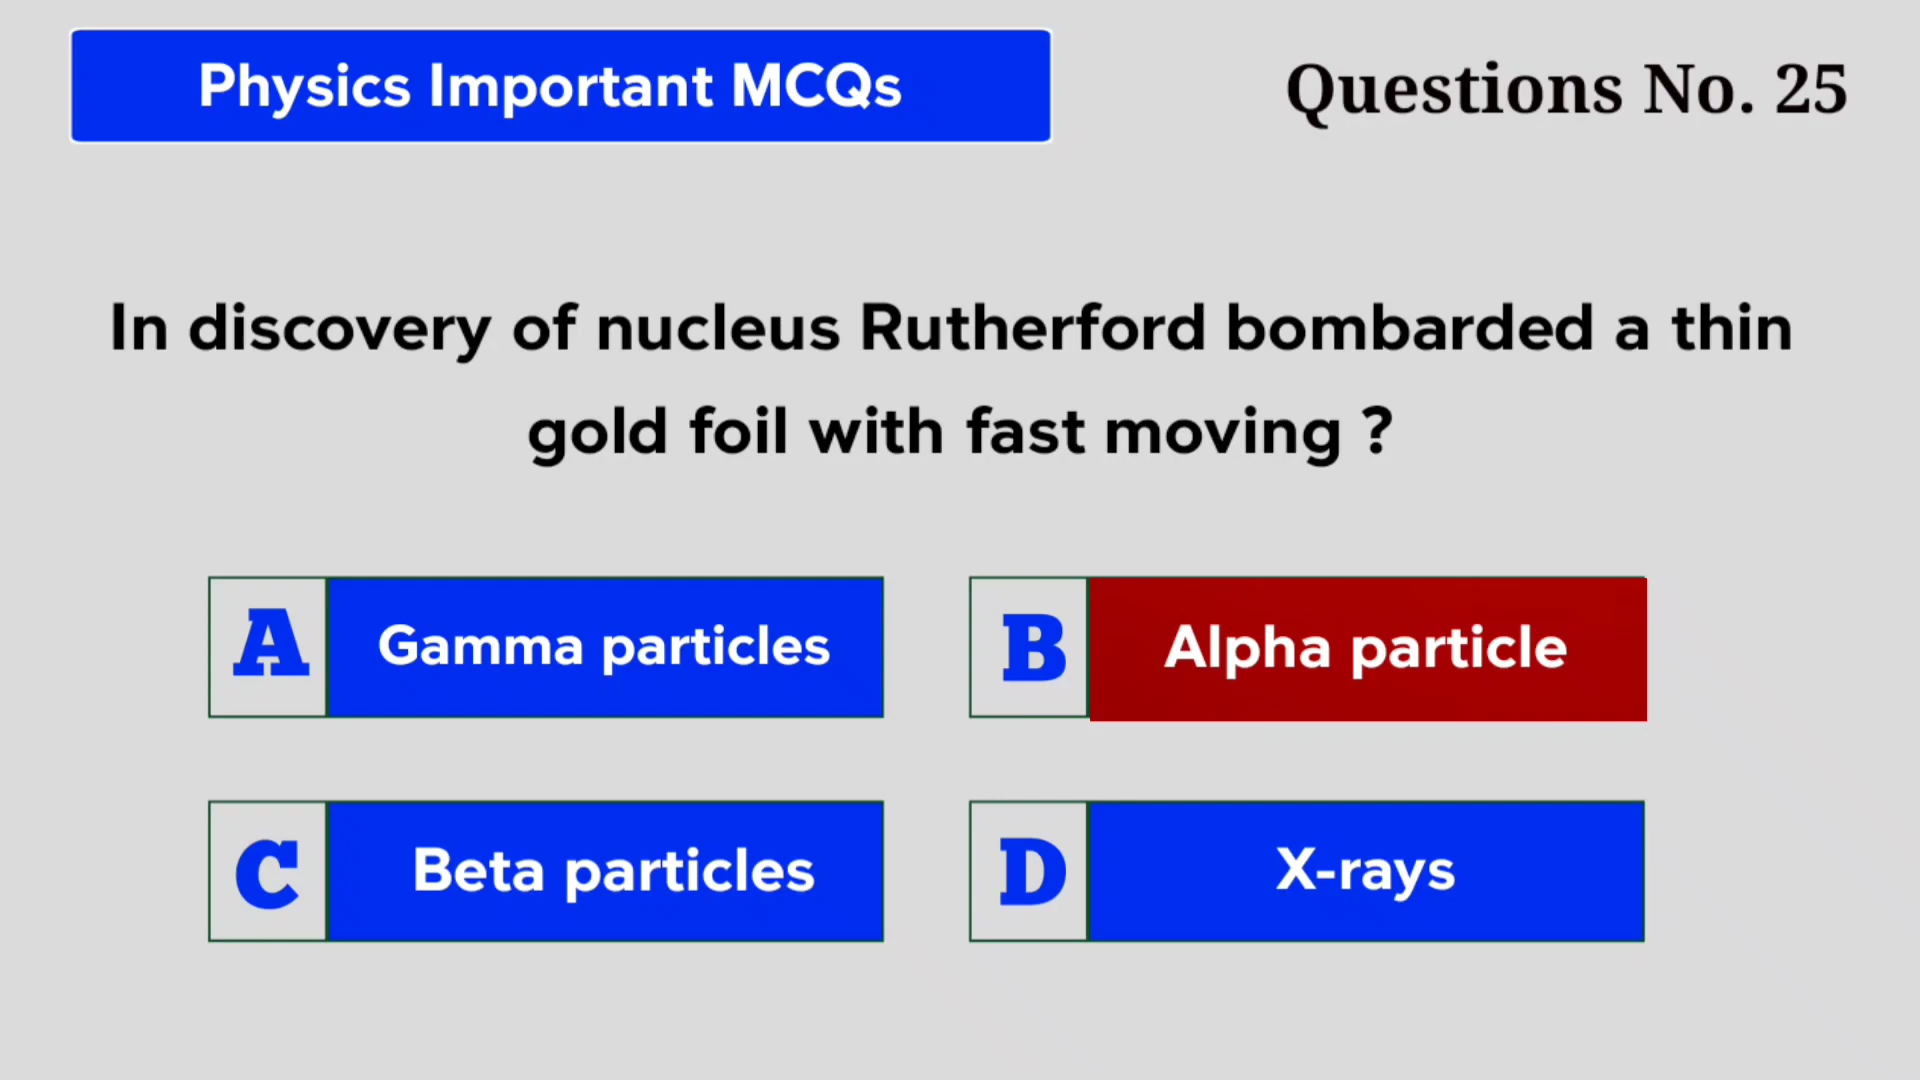 Physics Important MCQs
Questions No. 25
In discovery of nucleus Rutherford bombarded a thin
gold foil with fast moving ?
A Gamma particles
B Alpha particle
C Beta particles
D X-rays